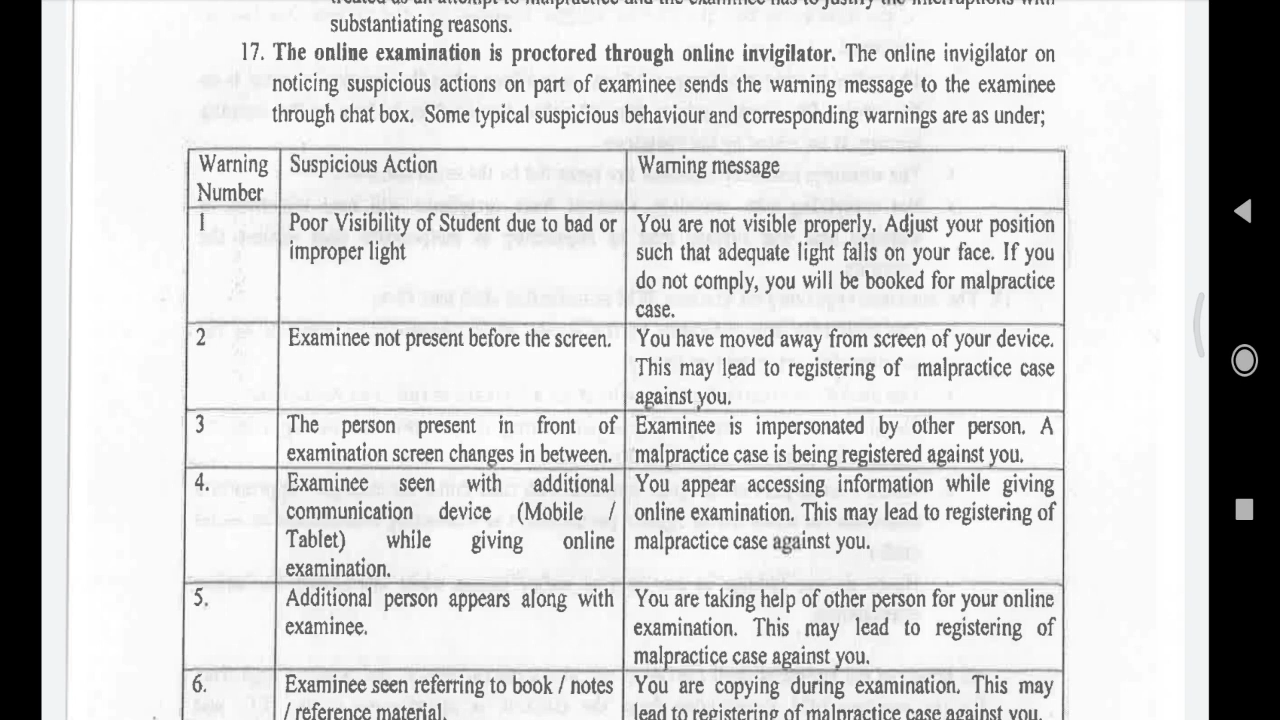 treated as an attempt to malpractice and the examinee has to justify the interruptions with
substantiating reasons.
17. The online examination is proctored through online invigilator. The online invigilator on
noticing suspicious actions on part of examinee sends the warning message to the examinee
through chat box. Some typical suspicious behaviour and corresponding warnings are as under;
Warning Number
Suspicious Action
Warning message
1
Poor Visibility of Student due to bad or
improper light
You are not visible properly. Adjust your position
such that adequate light falls on your face. If you
do not comply, you will be booked for malpractice
case.
2
Examinee not present before the screen.
You have moved away from screen of your device.
This may lead to registering of malpractice case
against you.
3
The person present in front of
examination screen changes in between.
Examinee is impersonated by other person. A
malpractice case is being registered against you.
4.
Examinee seen with additional
communication device (Mobile /
Tablet) while giving online
examination.
You appear accessing information while giving
online examination. This may lead to registering of
malpractice case against you.
5.
Additional person appears along with
examinee.
You are taking help of other person for your online
examination. This may lead to registering of
malpractice case against you.
6.
Examinee seen referring to book / notes
/ reference material.
You are copying during examination. This may
lead to registering of malpractice case against you.